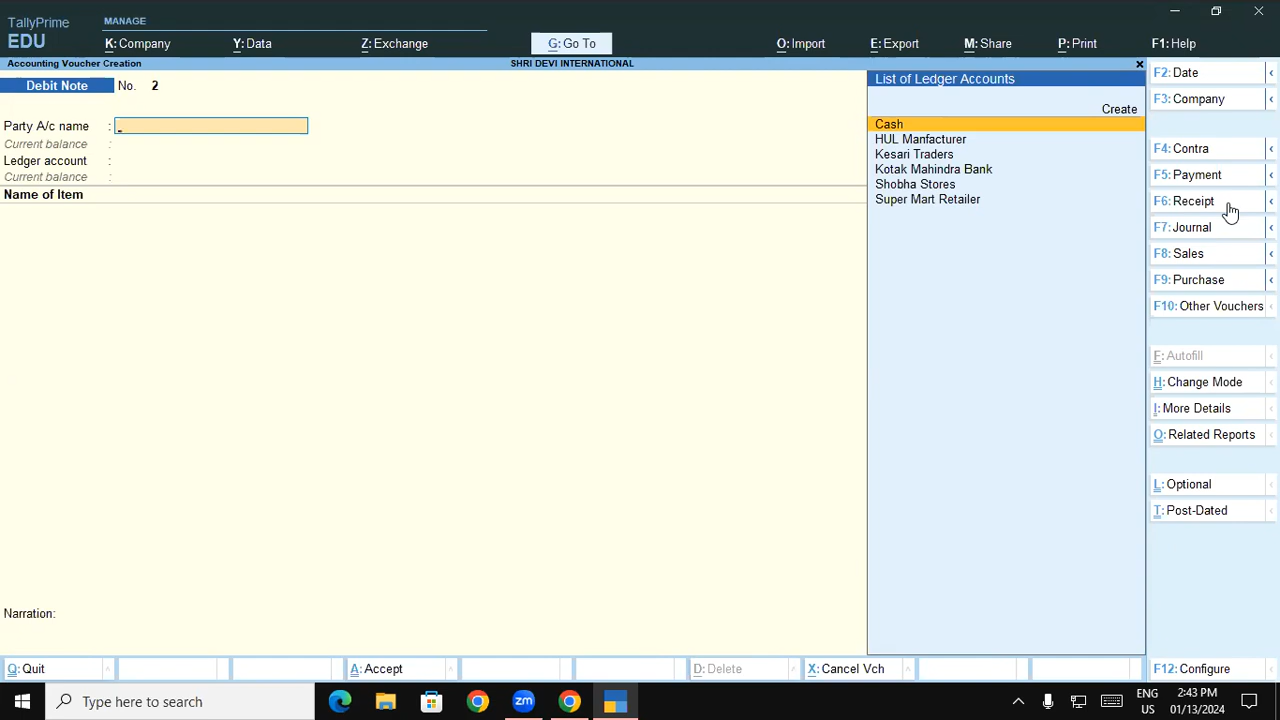 TallyPrime
EDU
MANAGE
K: Company
Y: Data
Z: Exchange
G: Go To
O: Import
E: Export
M: Share
P: Print
F1: Help
Accounting Voucher Creation
SHRI DEVI INTERNATIONAL
Debit Note
No. 2
Party A/c name :
Current balance :
Ledger account :
Current balance :
Name of Item
Narration:
List of Ledger Accounts
Create
Cash
HUL Manfacturer
Kesari Traders
Kotak Mahindra Bank
Shobha Stores
Super Mart Retailer
F2: Date
F3: Company
F4: Contra
F5: Payment
F6: Receipt
F7: Journal
F8: Sales
F9: Purchase
F10: Other Vouchers
F: Autofill
H: Change Mode
I: More Details
O: Related Reports
L: Optional
T: Post-Dated
Q: Quit
A: Accept
D: Delete
X: Cancel Vch
F12: Configure
Type here to search
zm
ENG
US
2:43 PM
01/13/2024